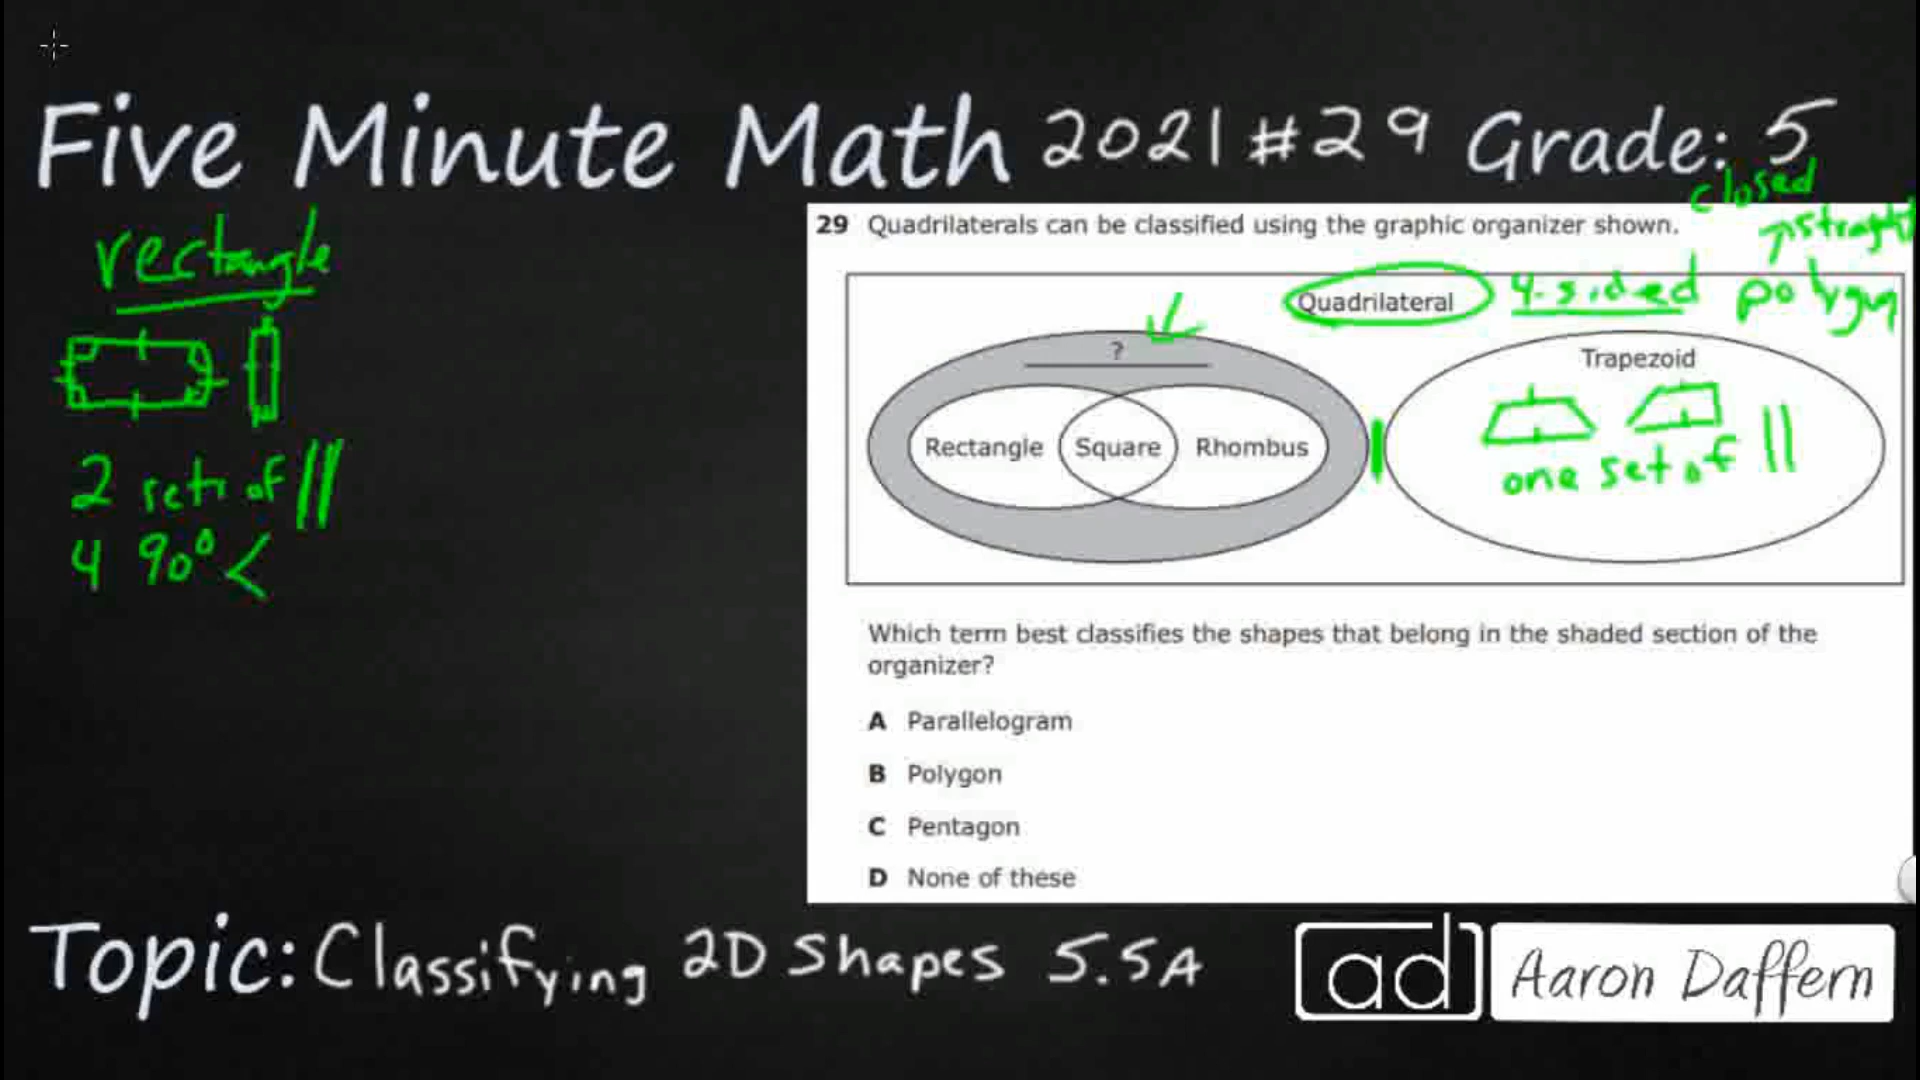 Five Minute Math 2021 #29 Grade: 5
closed
straight
rectangle
29 Quadrilaterals can be classified using the graphic organizer shown.
Quadrilateral 4-sided polygon
?
Trapezoid
Rectangle Square Rhombus
one set of ||
2 sets of ||
4 90° <
Which term best classifies the shapes that belong in the shaded section of the
organizer?
A Parallelogram
B Polygon
C Pentagon
D None of these
Topic: Classifying 2D Shapes 5.5A
ad Aaron Daffern